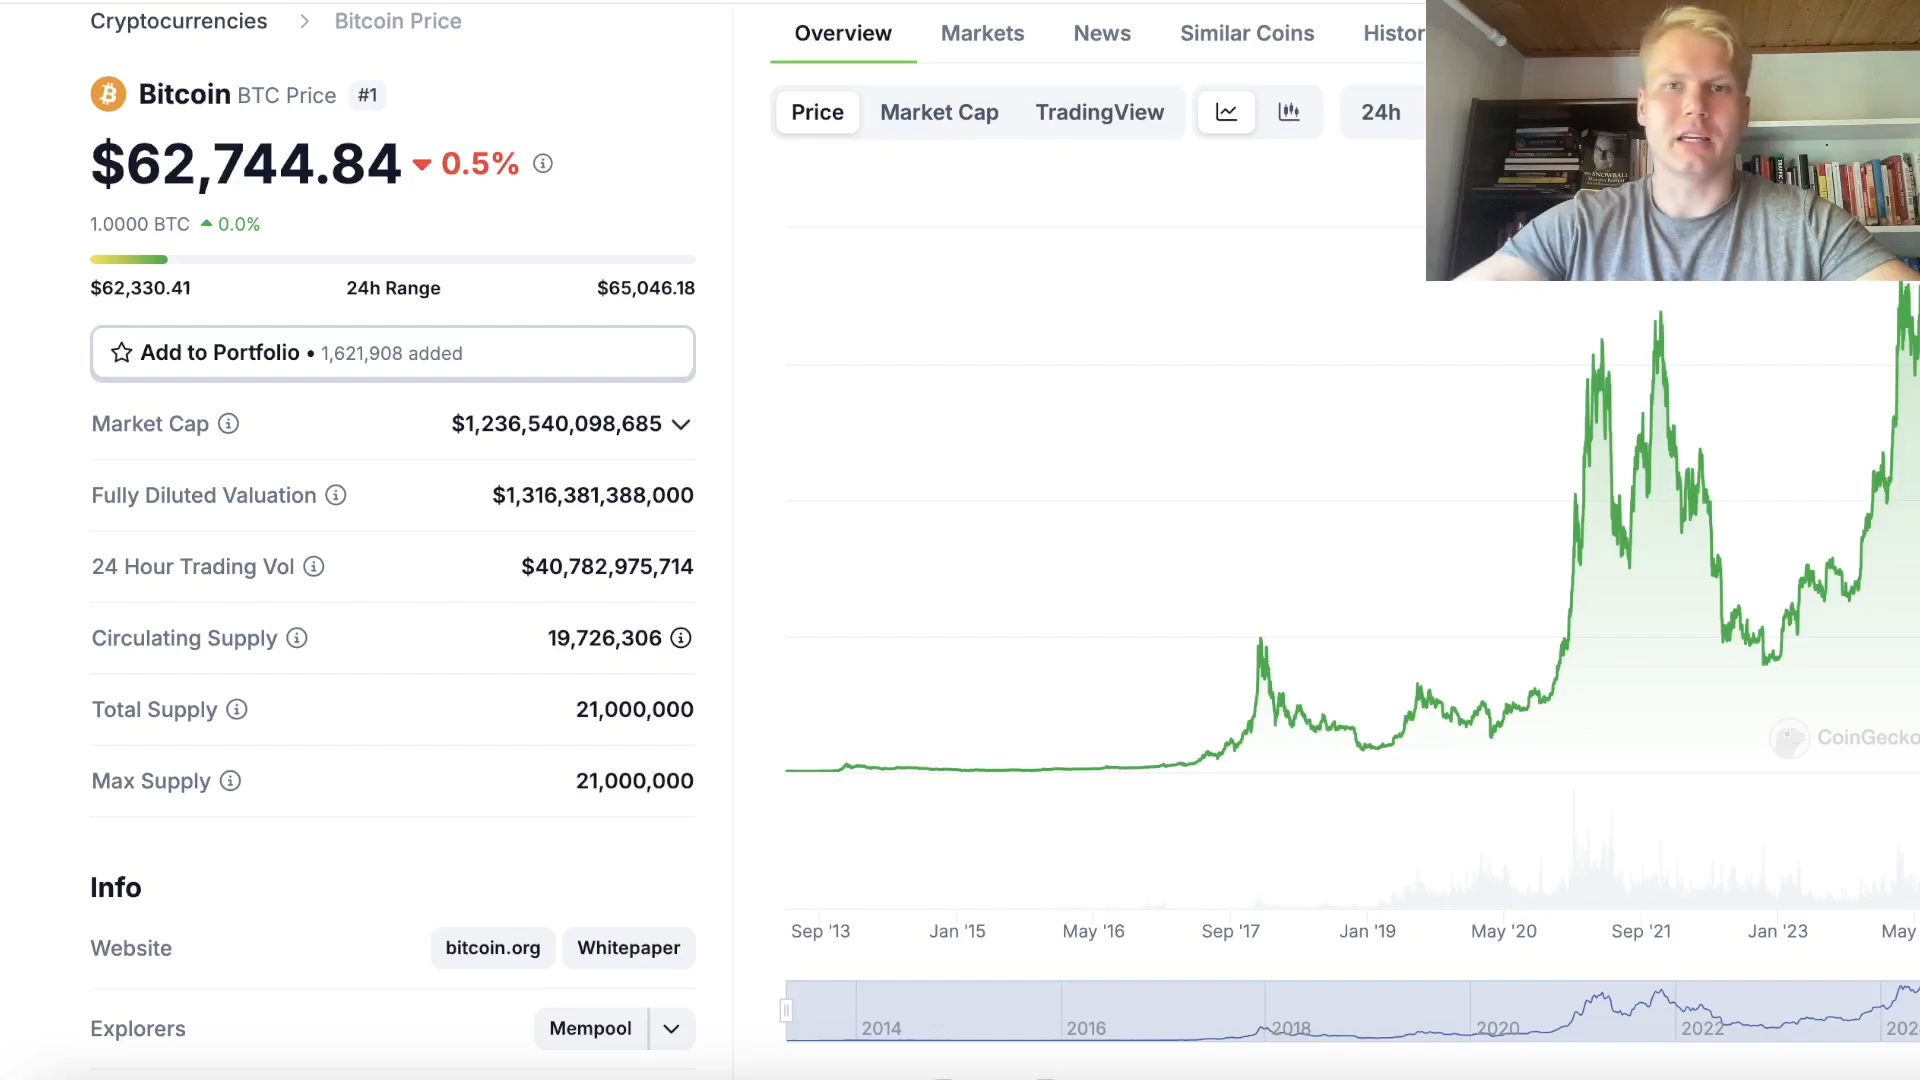 Cryptocurrencies > Bitcoin Price
Bitcoin BTC Price #1
$62,744.84 0.5%
1.0000 BTC 0.0%
$62,330.41 24h Range $65,046.18
Add to Portfolio • 1,621,908 added
Market Cap $1,236,540,098,685
Fully Diluted Valuation $1,316,381,388,000
24 Hour Trading Vol $40,782,975,714
Circulating Supply 19,726,306
Total Supply 21,000,000
Max Supply 21,000,000
Info
Website bitcoin.org Whitepaper
Explorers Mempool
Overview Markets News Similar Coins Histor
Price Market Cap TradingView 24h
SNOWBALL
CoinGecko
Sep '13 Jan '15 May '16 Sep '17 Jan '19 May '20 Sep '21 Jan '23 May
2014 2016 2018 2020 2022 202